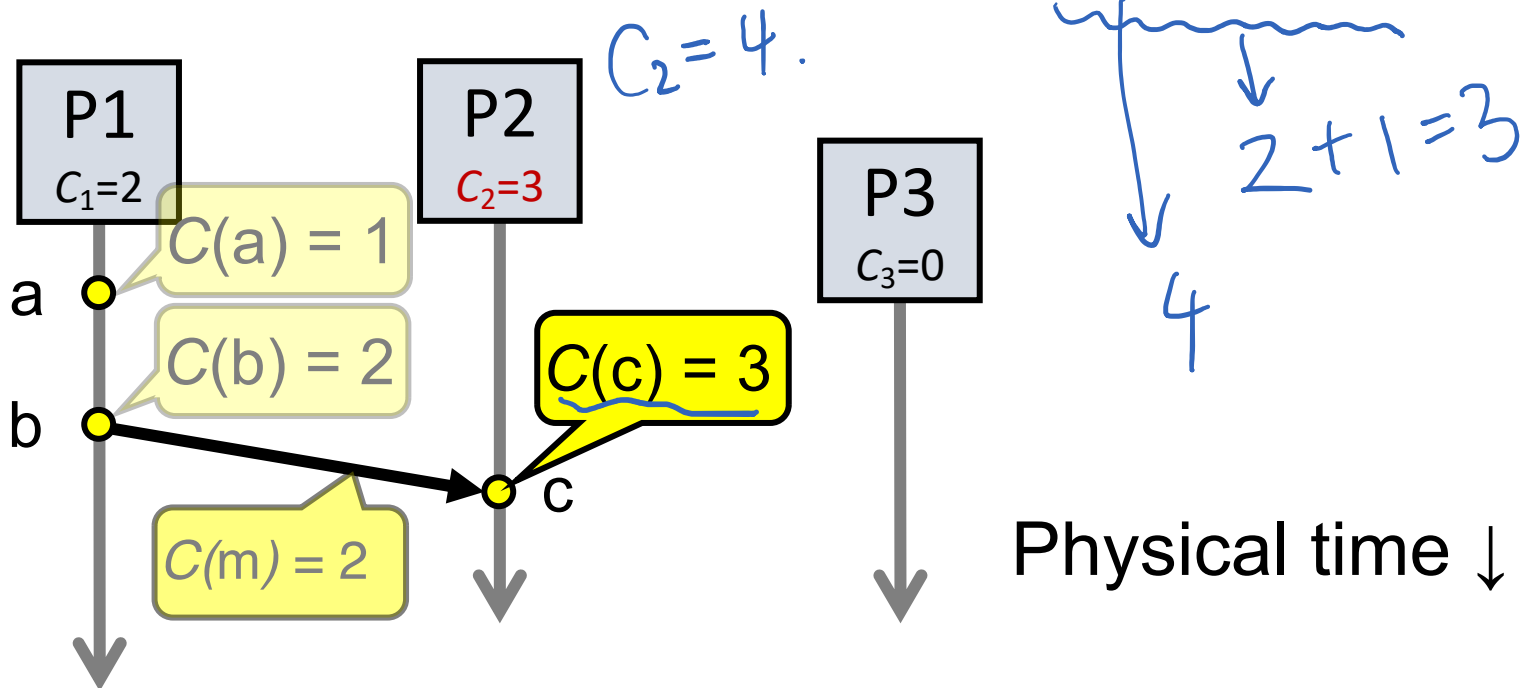 C₂=4.
P1
C₁=2
P2
C₂=3
2+1=3
P3
C₃=0
C(a) = 1
a
4
C(b) = 2
C(c) = 3
b
c
C(m) = 2
Physical time ↓